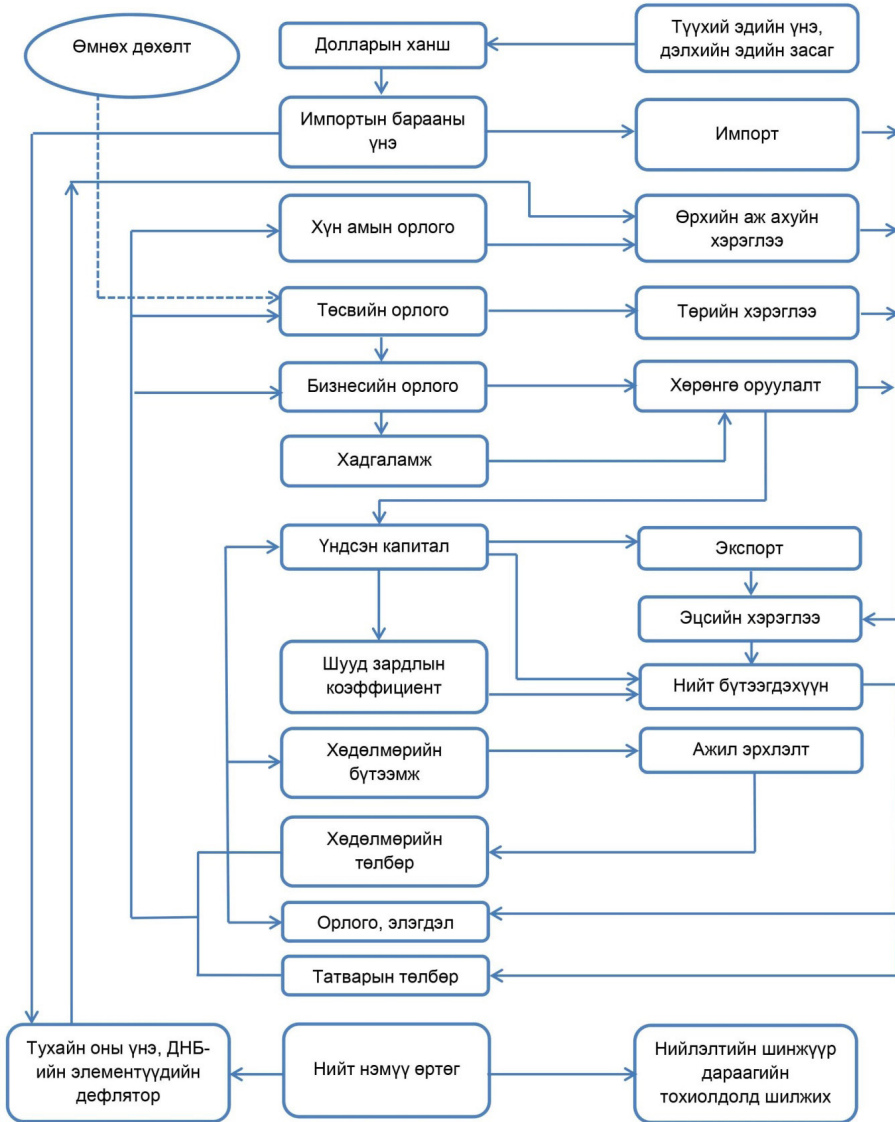 Өмнөх дөхөлт
Долларын ханш
Түүхий эдийн үнэ,
дэлхийн эдийн засаг
Импортын барааны
үнэ
Импорт
Хүн амын орлого
Өрхийн аж ахуйн
хэрэглээ
Төсвийн орлого
Төрийн хэрэглээ
Бизнесийн орлого
Хөрөнгө оруулалт
Хадгаламж
Үндсэн капитал
Экспорт
Эцсийн хэрэглээ
Шууд зардлын
коэффициент
Нийт бүтээгдэхүүн
Хөдөлмөрийн
бүтээмж
Ажил эрхлэлт
Хөдөлмөрийн
төлбөр
Орлого, элэгдэл
Татварын төлбөр
Тухайн оны үнэ, ДНБ-
ийн элементүүдийн
дефлятор
Нийт нэмүү өртөг
Нийлэлтийн шинжүүр
дараагийн
тохиолдолд шилжих